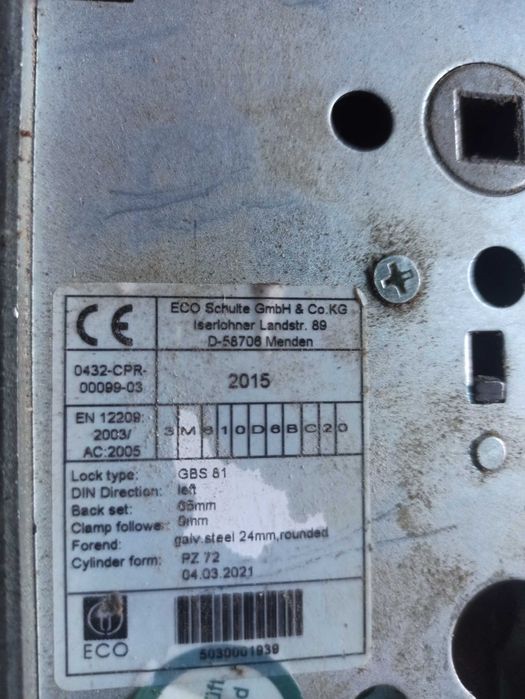 CE
ECO Schulte GmbH & Co.KG
Iserlohner Landstr. 89
D-58706 Menden
0432-CPR-
00099-03
2015
EN 12209:
2003/
AC:2005
3 M 8 1 0 D 6 B C 2 0
Lock type: GBS 81
DIN Direction: left
Back set: 65mm
Clamp followe: 9mm
Forend: galv.steel 24mm,rounded
Cylinder form: PZ 72
04.03.2021
ECO
5030001939